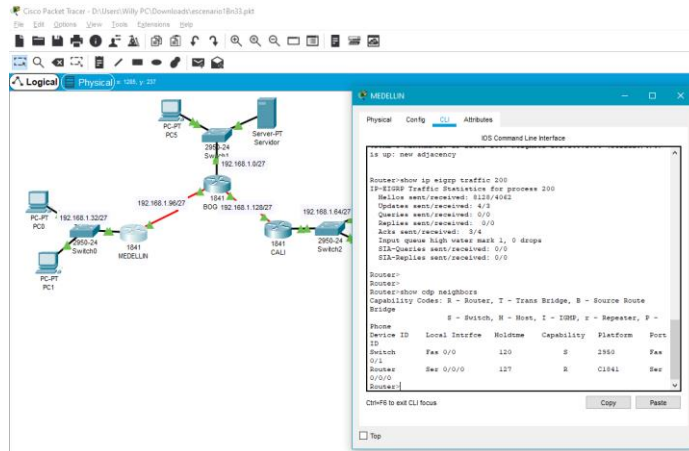 Cisco Packet Tracer - D:\Users\Willy PC\Downloads\escenario18n33.pkt
File Edit Options View Tools Extensions Help
Logical Physical x: 1288, y: 237
PC-PT
PC5
Server-PT
Servidor
2950-24
Switch1
192.168.1.0/27
1841
BOG
192.168.1.96/27
192.168.1.128/27
192.168.1.64/27
PC-PT
PC0
192.168.1.32/27
2950-24
Switch0
1841
MEDELLIN
1841
CALI
2950-24
Switch2
PC-PT
PC1
MEDELLIN
Physical Config CLI Attributes
IOS Command Line Interface
is up: new adjacency
Router>show ip eigrp traffic 200
IP-EIGRP Traffic Statistics for process 200
Hellos sent/received: 8128/4062
Updates sent/received: 4/3
Queries sent/received: 0/0
Replies sent/received: 0/0
Acks sent/received: 3/4
Input queue high water mark 1, 0 drops
SIA-Queries sent/received: 0/0
SIA-Replies sent/received: 0/0
Router>
Router>
Router>show cdp neighbors
Capability Codes: R - Router, T - Trans Bridge, B - Source Route
Bridge
S - Switch, H - Host, I - IGMP, r - Repeater, P -
Phone
Device ID Local Intrfce Holdtme Capability Platform Port
ID
Switch Fas 0/0 120 S 2950 Fas
0/1
Router Ser 0/0/0 127 R C1841 Ser
0/0/0
Router>
Ctrl+F6 to exit CLI focus
Copy Paste
Top